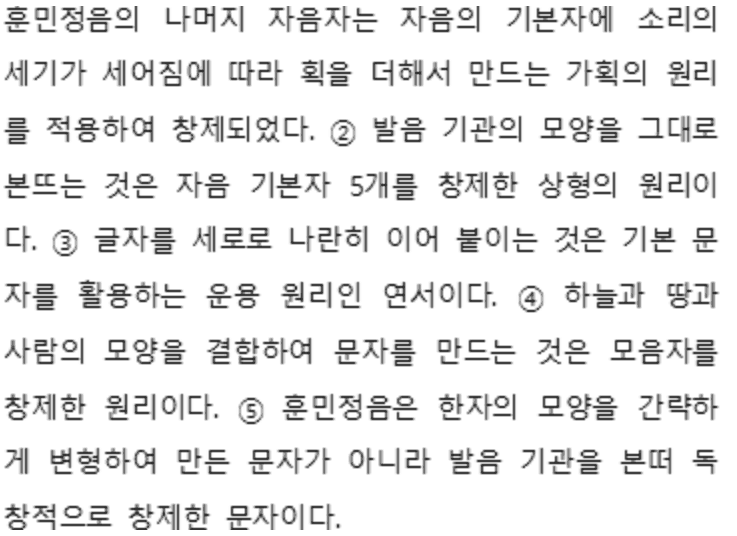 훈민정음의 나머지 자음자는 자음의 기본자에 소리의
세기가 세어짐에 따라 획을 더해서 만드는 가획의 원리
를 적용하여 창제되었다. ② 발음 기관의 모양을 그대로
본뜨는 것은 자음 기본자 5개를 창제한 상형의 원리이
다. ③ 글자를 세로로 나란히 이어 붙이는 것은 기본 문
자를 활용하는 운용 원리인 연서이다. ④ 하늘과 땅과
사람의 모양을 결합하여 문자를 만드는 것은 모음자를
창제한 원리이다. ⑤ 훈민정음은 한자의 모양을 간략하
게 변형하여 만든 문자가 아니라 발음 기관을 본떠 독
창적으로 창제한 문자이다.